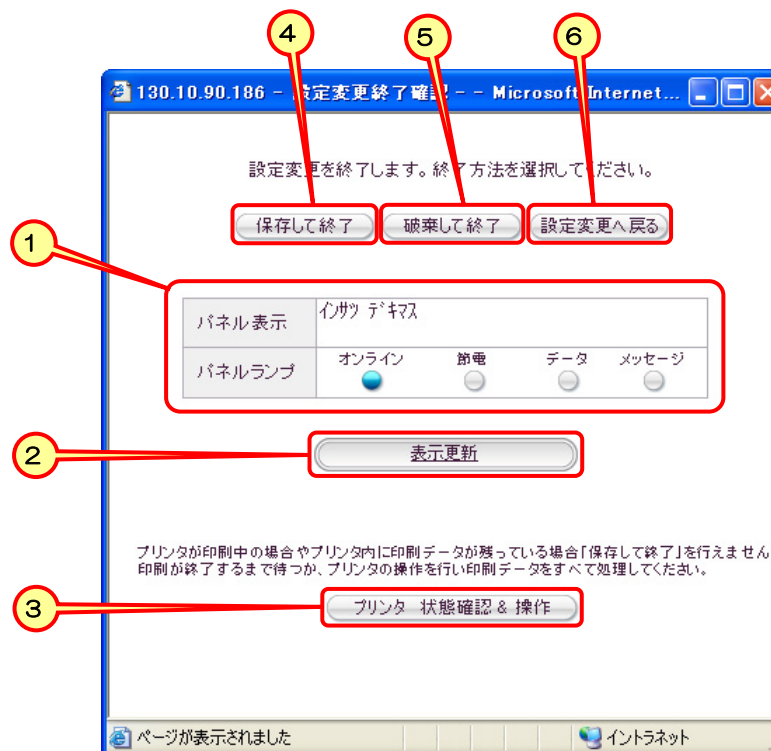 4
5
6
130.10.90.186 - 設定変更終了確認 - - Microsoft Internet...
設定変更を終了します。終了方法を選択してください。
保存して終了 破棄して終了 設定変更へ戻る
1
パネル表示 インサツ デキマス
パネルランプ オンライン 節電 データ メッセージ
2
表示更新
プリンタが印刷中の場合やプリンタ内に印刷データが残っている場合「保存して終了」を行えません
印刷が終了するまで待つか、プリンタの操作を行い印刷データをすべて処理してください。
3
プリンタ 状態確認 & 操作
ページが表示されました イントラネット